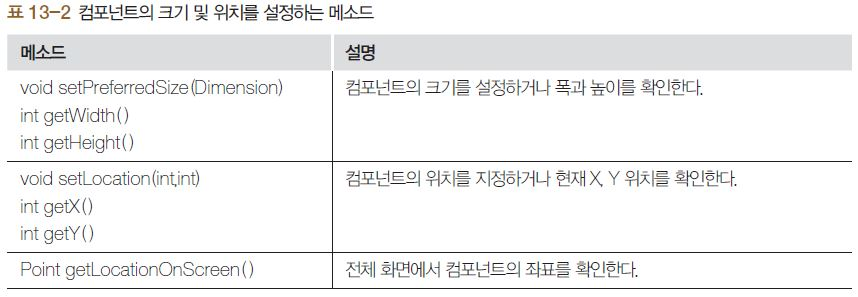 표 13-2 컴포넌트의 크기 및 위치를 설정하는 메소드
메소드 설명
void setPreferredSize(Dimension) 컴포넌트의 크기를 설정하거나 폭과 높이를 확인한다.
int getWidth()
int getHeight()
void setLocation(int,int) 컴포넌트의 위치를 지정하거나 현재 X, Y 위치를 확인한다.
int getX()
int getY()
Point getLocationOnScreen() 전체 화면에서 컴포넌트의 좌표를 확인한다.